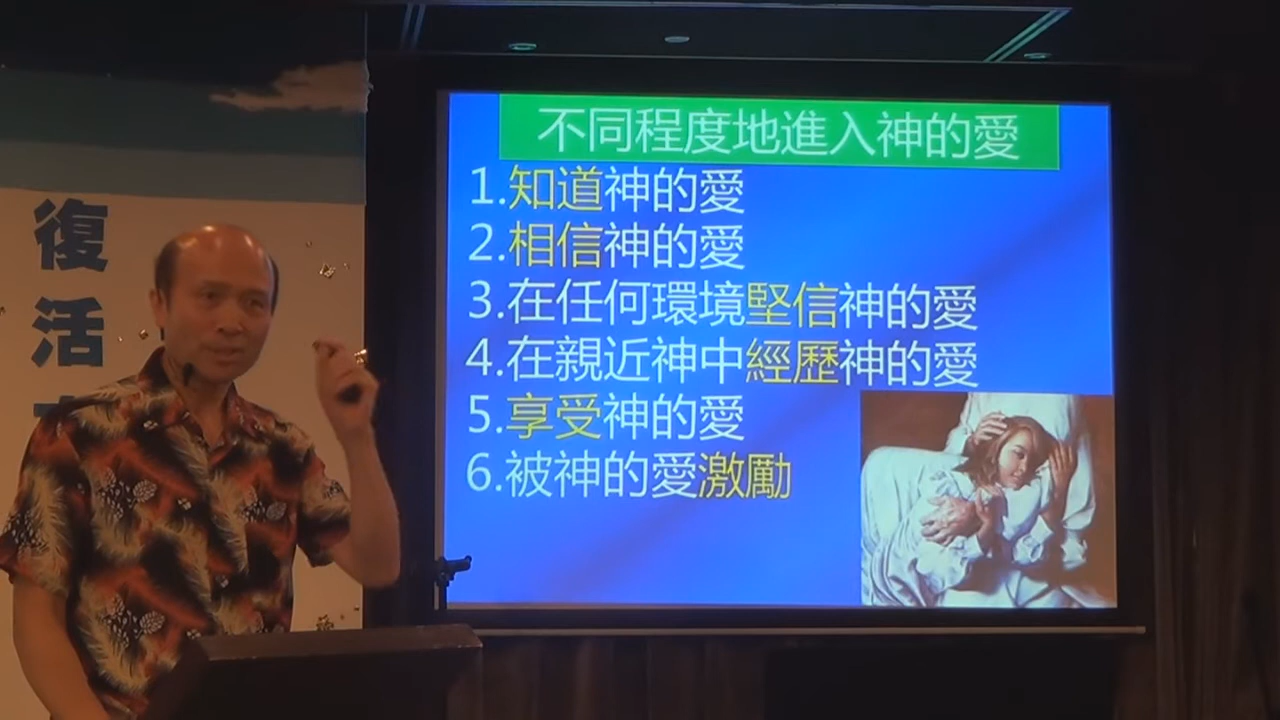 不同程度地進入神的愛
1.知道神的愛
2.相信神的愛
3.在任何環境堅信神的愛
4.在親近神中經歷神的愛
5.享受神的愛
6.被神的愛激勵
復活